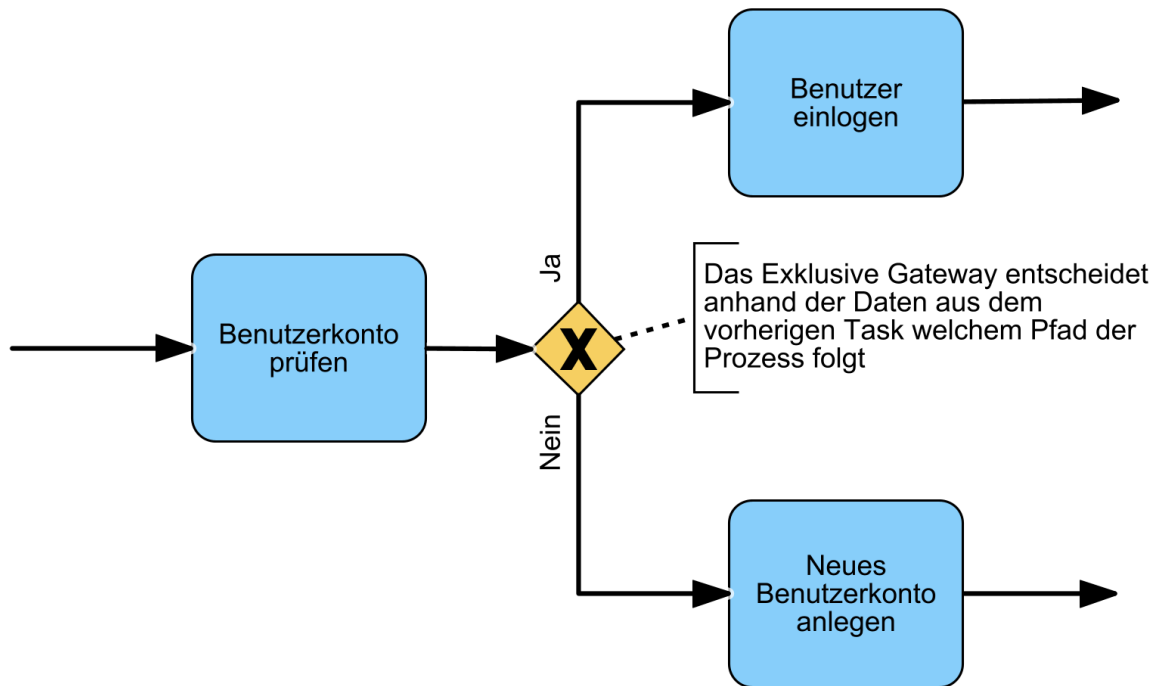 Benutzer
einlogen
Ja
Das Exklusive Gateway entscheidet
anhand der Daten aus dem
vorherigen Task welchem Pfad der
Prozess folgt
Benutzerkonto
prüfen
X
Nein
Neues
Benutzerkonto
anlegen